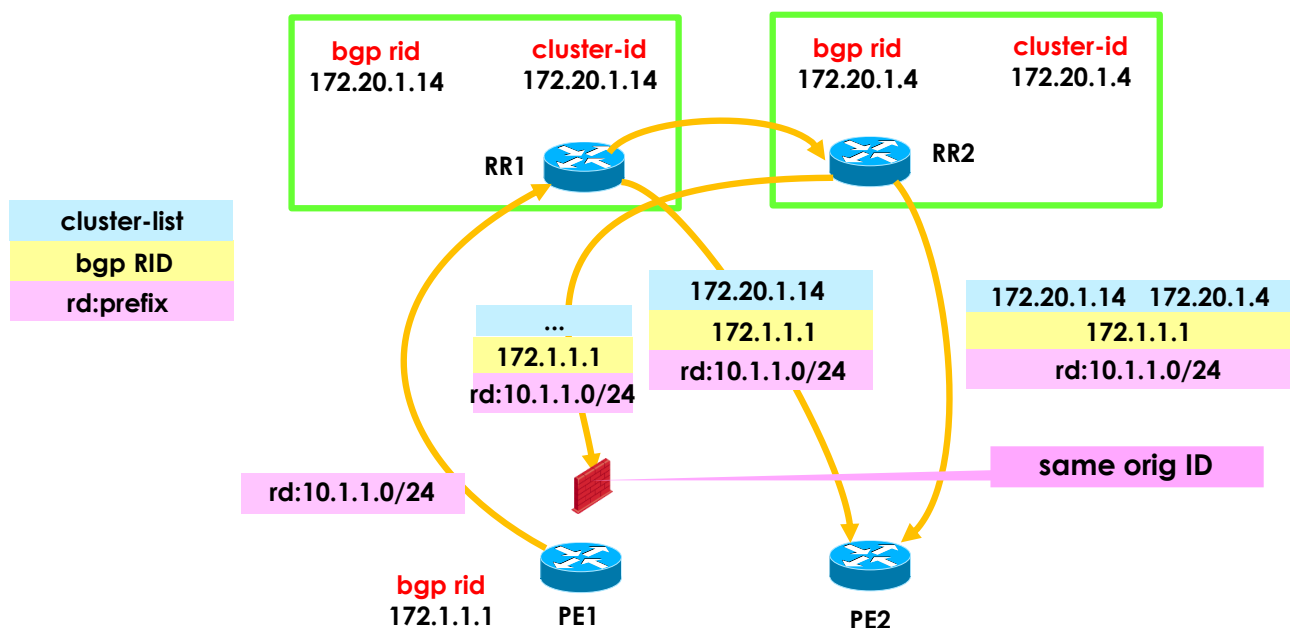 bgp rid
172.20.1.14
cluster-id
172.20.1.14
bgp rid
172.20.1.4
cluster-id
172.20.1.4
RR1
RR2
cluster-list
bgp RID
rd:prefix
...
172.1.1.1
rd:10.1.1.0/24
172.20.1.14
172.1.1.1
rd:10.1.1.0/24
172.20.1.14 172.20.1.4
172.1.1.1
rd:10.1.1.0/24
same orig ID
rd:10.1.1.0/24
bgp rid
172.1.1.1
PE1
PE2